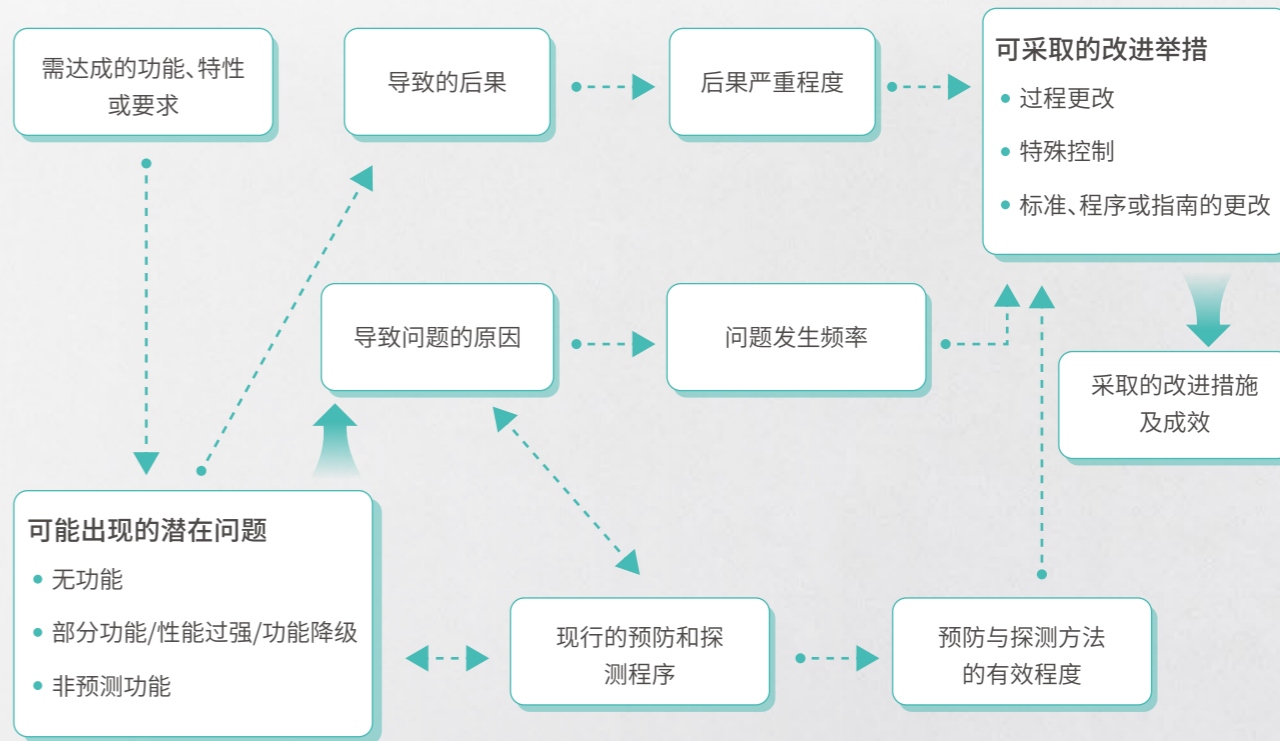 需达成的功能、特性
或要求
导致的后果
后果严重程度
可采取的改进举措
过程更改
特殊控制
标准、程序或指南的更改
导致问题的原因
问题发生频率
采取的改进措施
及成效
可能出现的潜在问题
无功能
部分功能/性能过强/功能降级
非预测功能
现行的预防和探
测程序
预防与探测方法
的有效程度